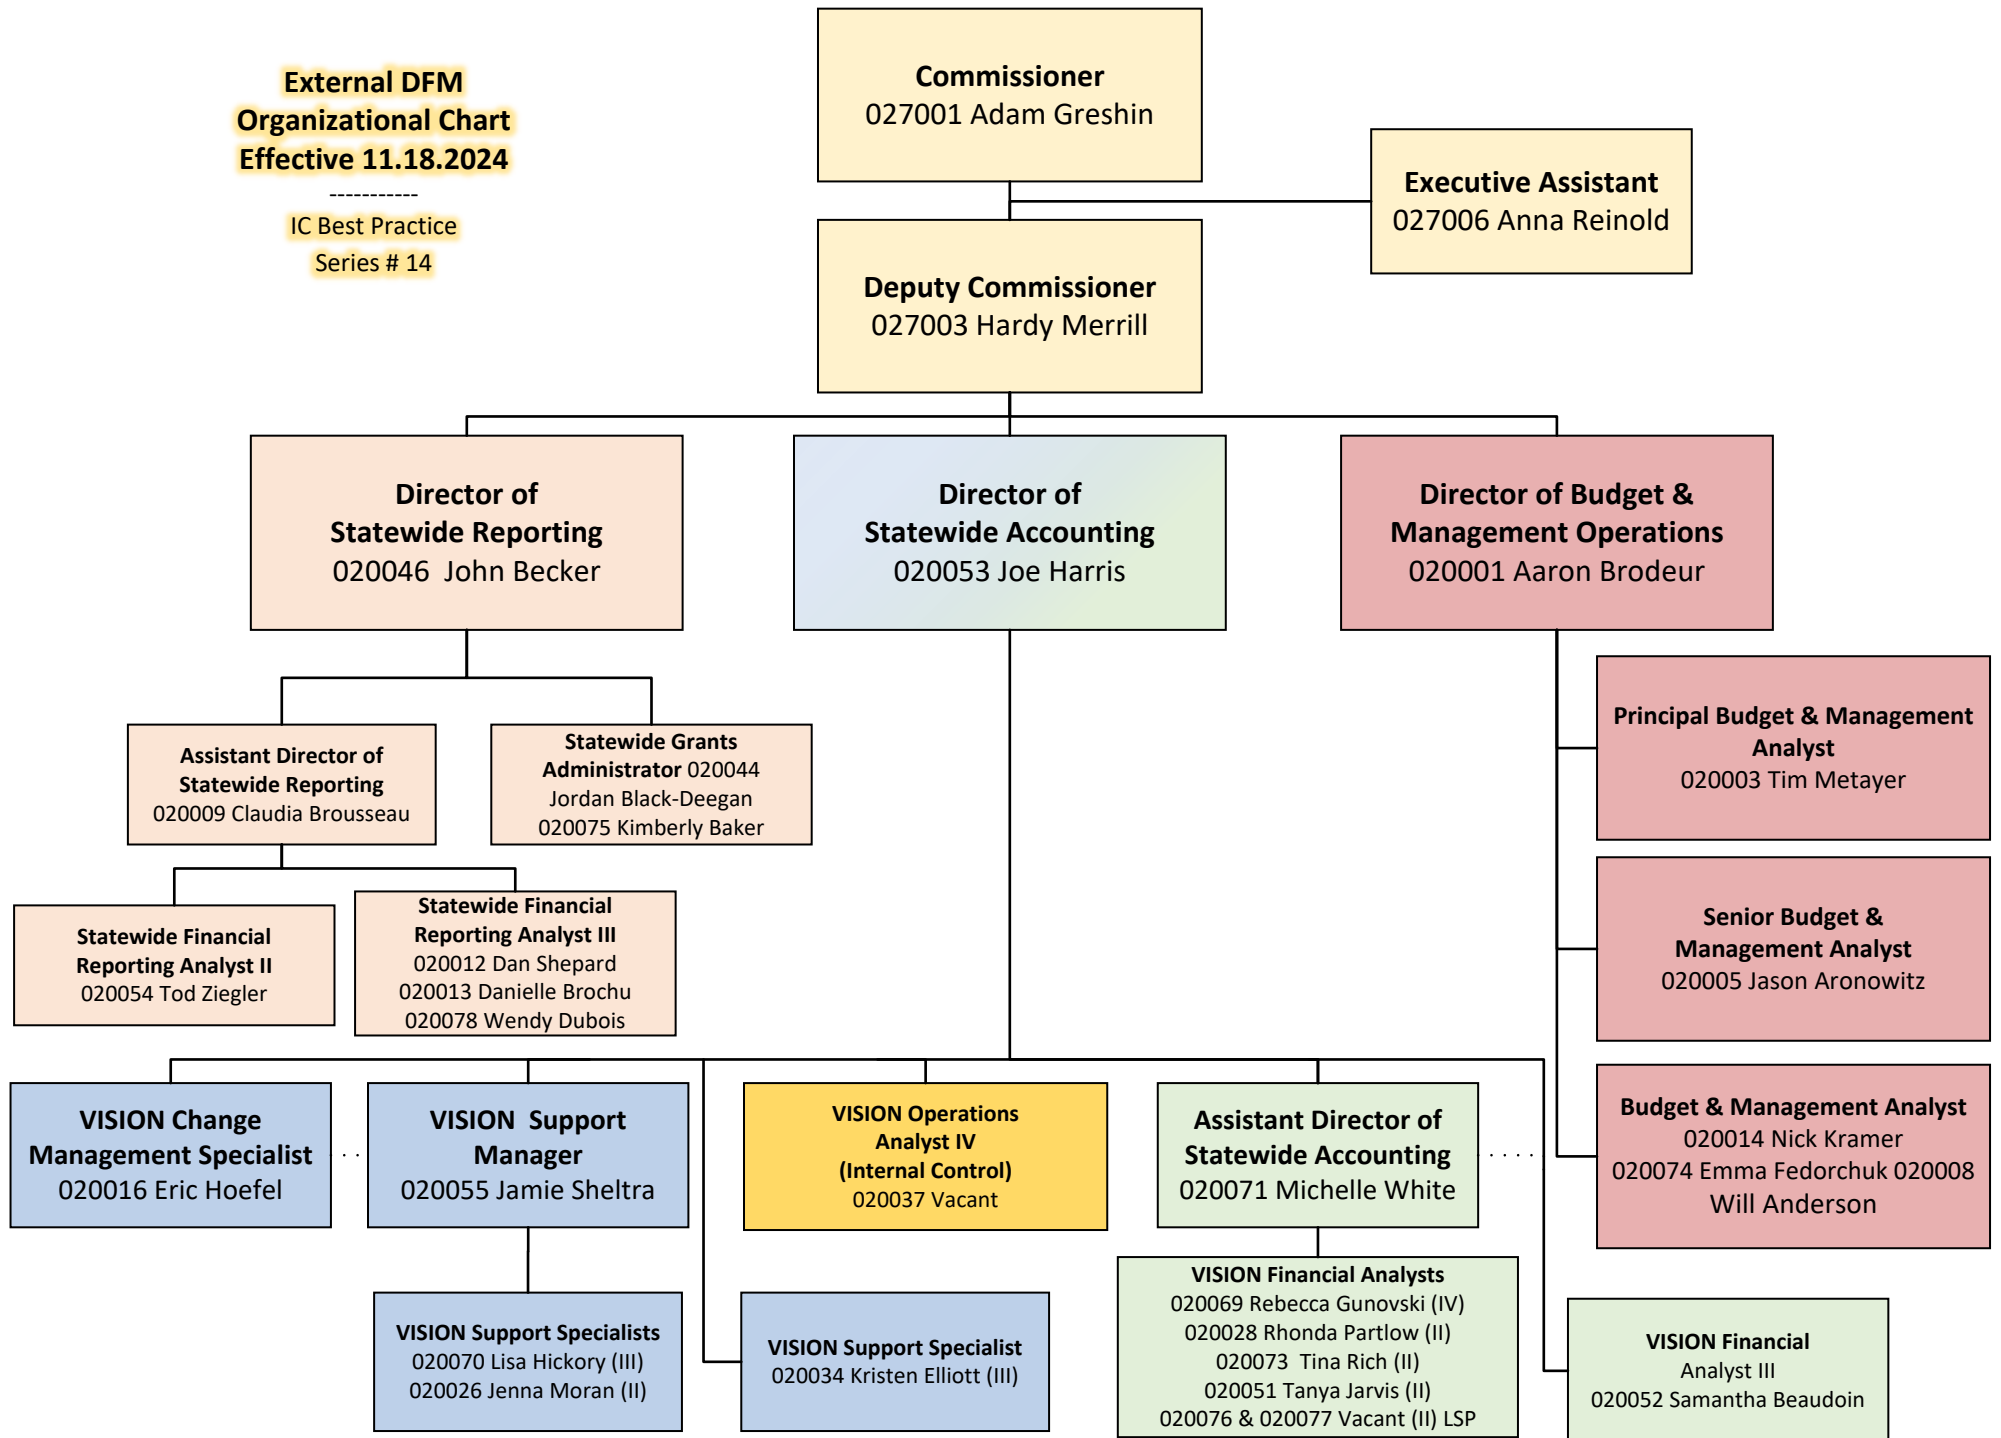 External DFM
Organizational Chart
Effective 11.18.2024
-----------
IC Best Practice
Series # 14
Commissioner
027001 Adam Greshin
Executive Assistant
027006 Anna Reinold
Deputy Commissioner
027003 Hardy Merrill
Director of
Statewide Reporting
020046  John Becker
Director of
Statewide Accounting
020053 Joe Harris
Director of Budget &
Management Operations
020001 Aaron Brodeur
Assistant Director of
Statewide Reporting
020009 Claudia Brousseau
Statewide Grants
Administrator 020044
Jordan Black-Deegan
020075 Kimberly Baker
Principal Budget & Management
Analyst
020003 Tim Metayer
Statewide Financial
Reporting Analyst II
020054 Tod Ziegler
Statewide Financial
Reporting Analyst III
020012 Dan Shepard
020013 Danielle Brochu
020078 Wendy Dubois
Senior Budget &
Management Analyst
020005 Jason Aronowitz
VISION Change
Management Specialist
020016 Eric Hoefel
VISION  Support
Manager
020055 Jamie Sheltra
VISION Operations
Analyst IV
(Internal Control)
020037 Vacant
Assistant Director of
Statewide Accounting
020071 Michelle White
Budget & Management Analyst
020014 Nick Kramer
020074 Emma Fedorchuk 020008
Will Anderson
VISION Support Specialists
020070 Lisa Hickory (III)
020026 Jenna Moran (II)
VISION Support Specialist
020034 Kristen Elliott (III)
VISION Financial Analysts
020069 Rebecca Gunovski (IV)
020028 Rhonda Partlow (II)
020073  Tina Rich (II)
020051 Tanya Jarvis (II)
020076 & 020077 Vacant (II) LSP
VISION Financial
Analyst III
020052 Samantha Beaudoin